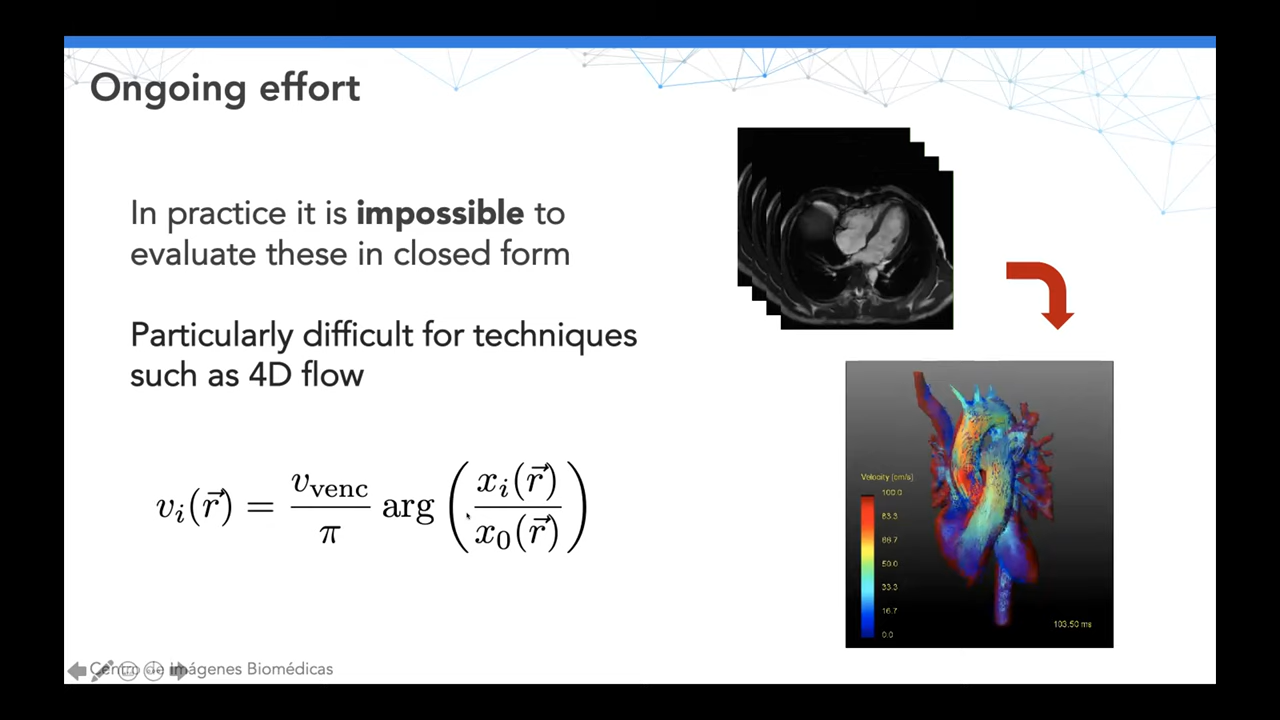 Ongoing effort
In practice it is impossible to
evaluate these in closed form
Particularly difficult for techniques
such as 4D flow
v_i(\vec{r}) = \frac{v_{\text{venc}}}{\pi} \arg\left(\frac{x_i(\vec{r})}{x_0(\vec{r})}\right)
Velocity (cm/s)
100.0
83.3
66.7
50.0
33.3
16.7
0.0
103.50 ms
Centro de Imágenes Biomédicas